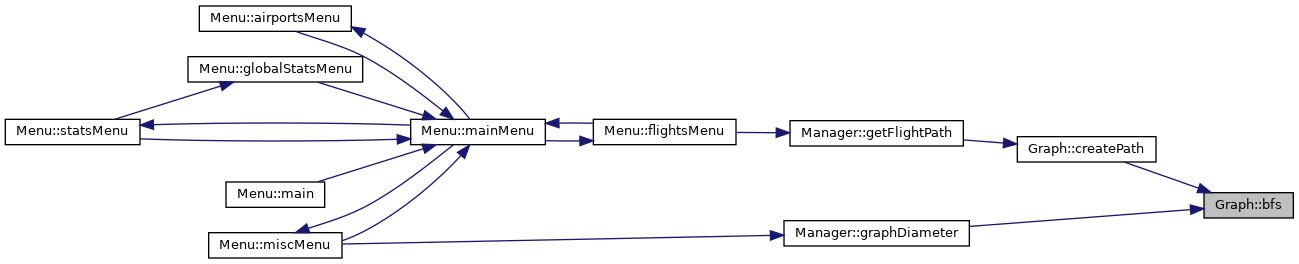 Menu::airportsMenu
Menu::globalStatsMenu
Menu::statsMenu
Menu::mainMenu
Menu::flightsMenu
Manager::getFlightPath
Graph::createPath
Menu::main
Graph::bfs
Menu::miscMenu
Manager::graphDiameter